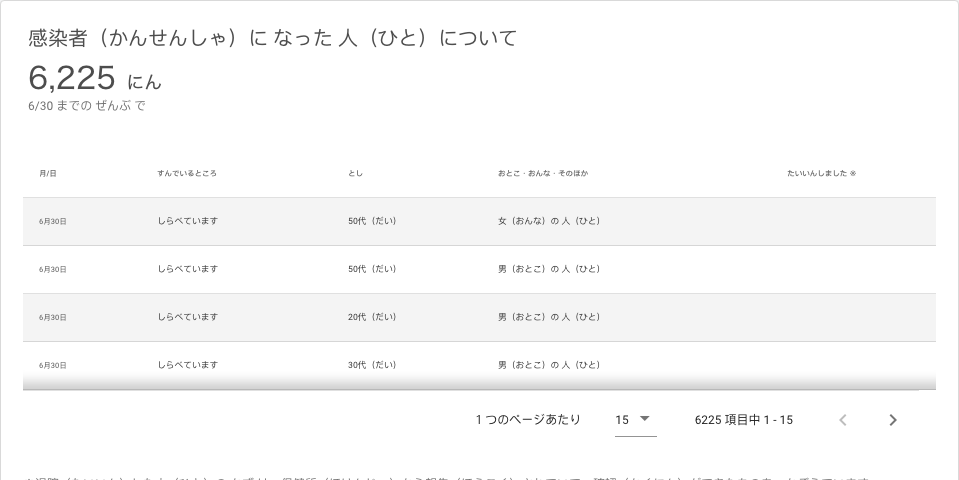 感染者（かんせんしゃ）に なった 人（ひと）について
6,225 にん
6/30 までの ぜんぶ で
月/日 すんでいるところ とし おとこ・おんな・そのほか たいいんしました ※
6月30日 しらべています 50代（だい） 女（おんな）の 人（ひと）
6月30日 しらべています 50代（だい） 男（おとこ）の 人（ひと）
6月30日 しらべています 20代（だい） 男（おとこ）の 人（ひと）
6月30日 しらべています 30代（だい） 男（おとこ）の 人（ひと）
1 つのページあたり 15 6225 項目中 1 - 15